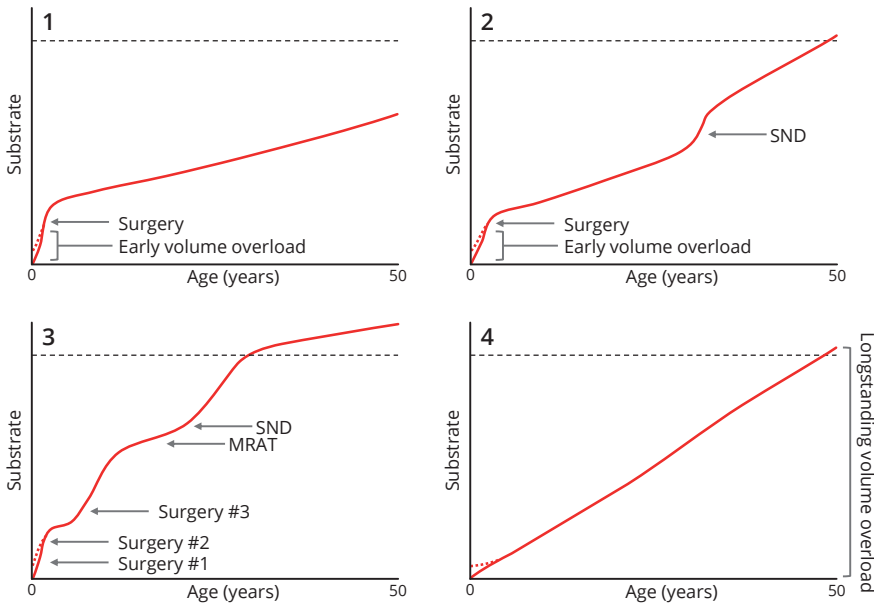 1
Substrate
Surgery
Early volume overload
0
Age (years)
50
2
Substrate
SND
Surgery
Early volume overload
0
Age (years)
50
3
Substrate
SND
MRAT
Surgery #3
Surgery #2
Surgery #1
0
Age (years)
50
4
Substrate
Longstanding volume overload
0
Age (years)
50